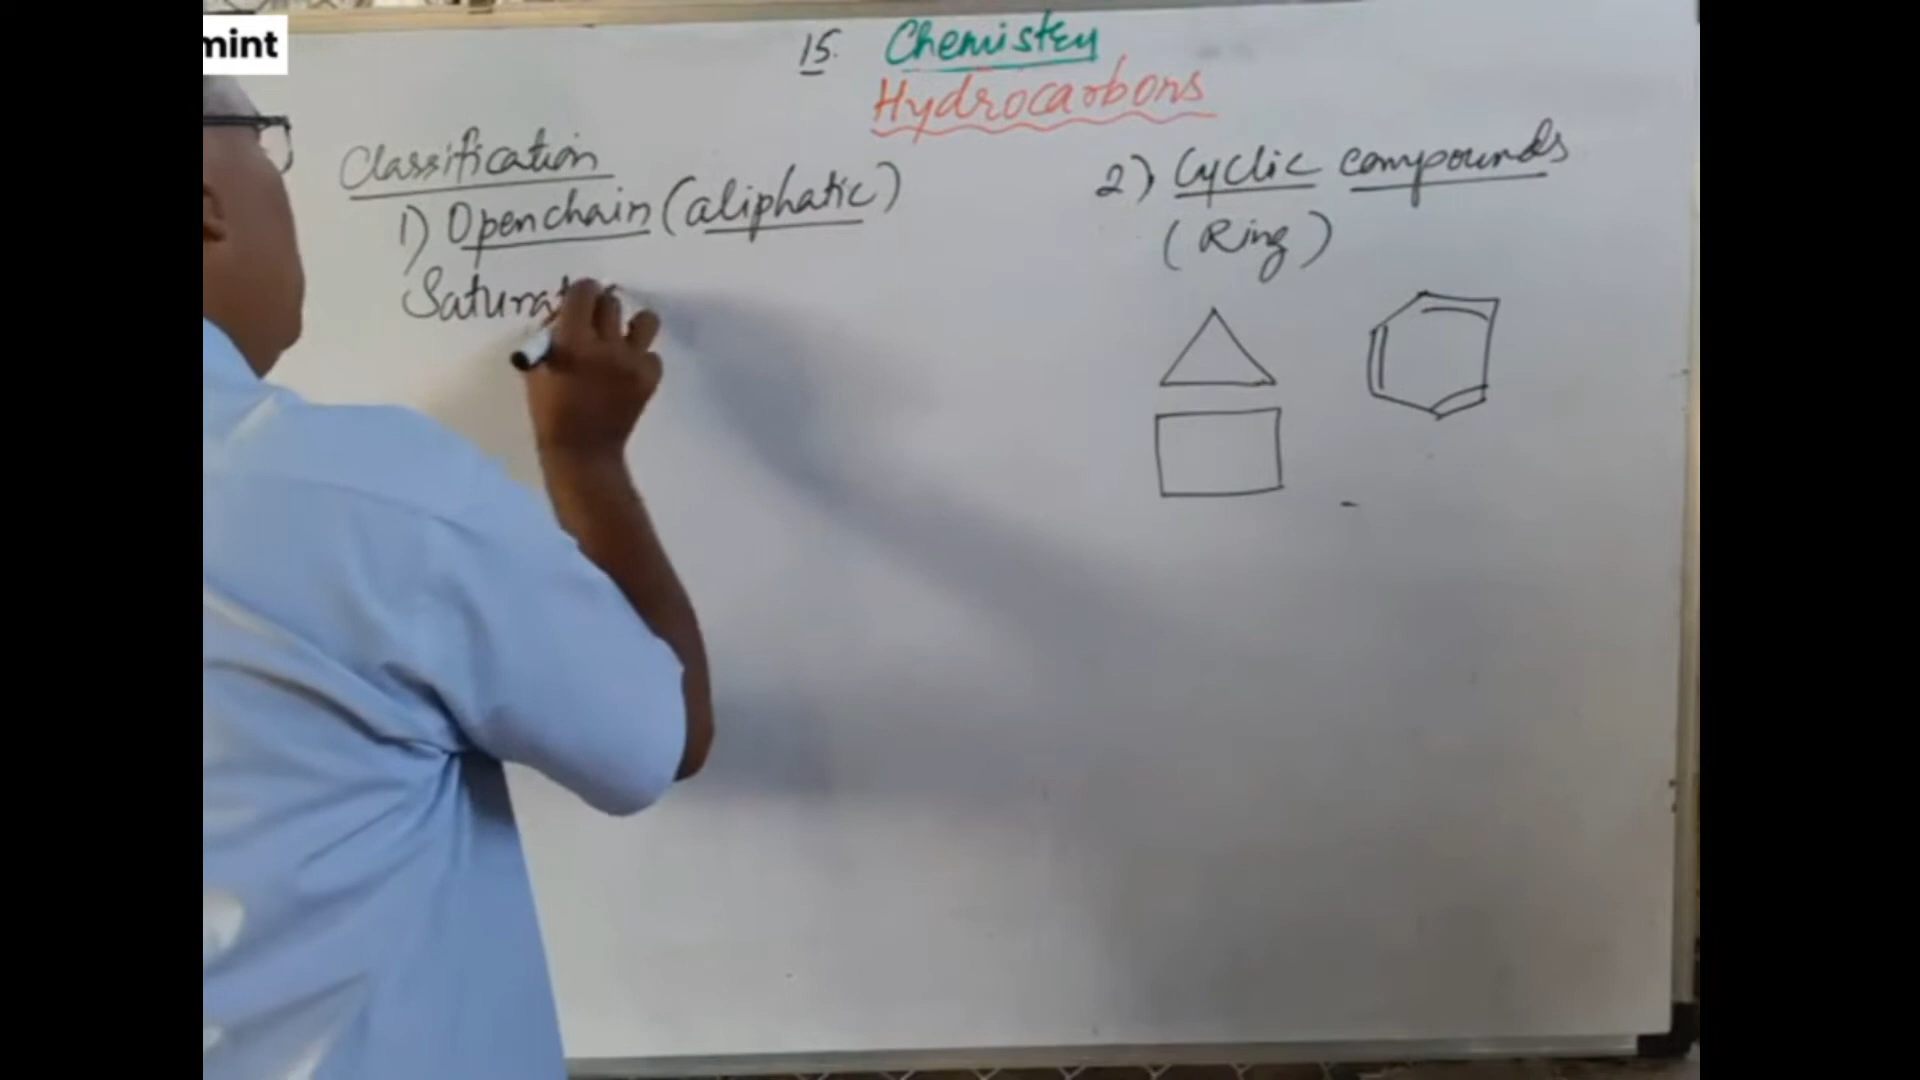 mint
15. Chemistry
Hydrocarbons
Classification
1) Openchain (aliphatic)
2) Cyclic compounds
(Ring)